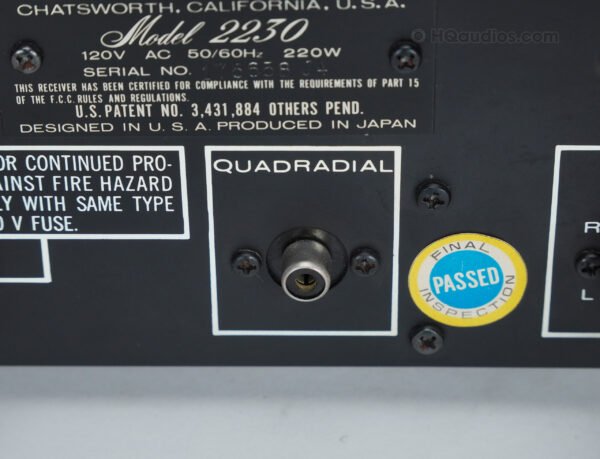 CHATSWORTH, CALIFORNIA, U.S.A.
© HQaudios.com
Model 2230
120V AC 50/60Hz 220W
SERIAL NO.
THIS RECEIVER HAS BEEN CERTIFIED FOR COMPLIANCE WITH THE REQUIREMENTS OF PART 15
OF THE F.C.C. RULES AND REGULATIONS.
U.S. PATENT NO. 3,431,884 OTHERS PEND.
DESIGNED IN U.S.A. PRODUCED IN JAPAN
OR CONTINUED PRO-
AINST FIRE HAZARD
LY WITH SAME TYPE
0 V FUSE.
QUADRADIAL
FINAL
PASSED
INSPECTION
R
L